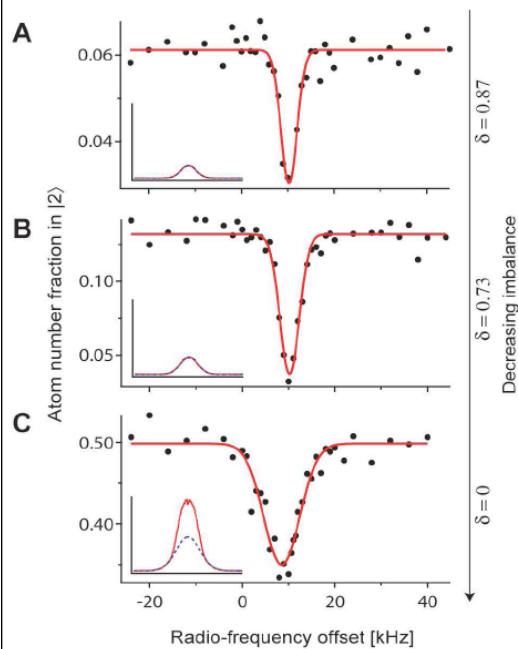 A
0.06
0.04
δ = 0.87
B
0.10
0.05
δ = 0.73
C
0.50
0.40
δ = 0
Atom number fraction in |2⟩
Decreasing imbalance
-20 0 20 40
Radio-frequency offset [kHz]